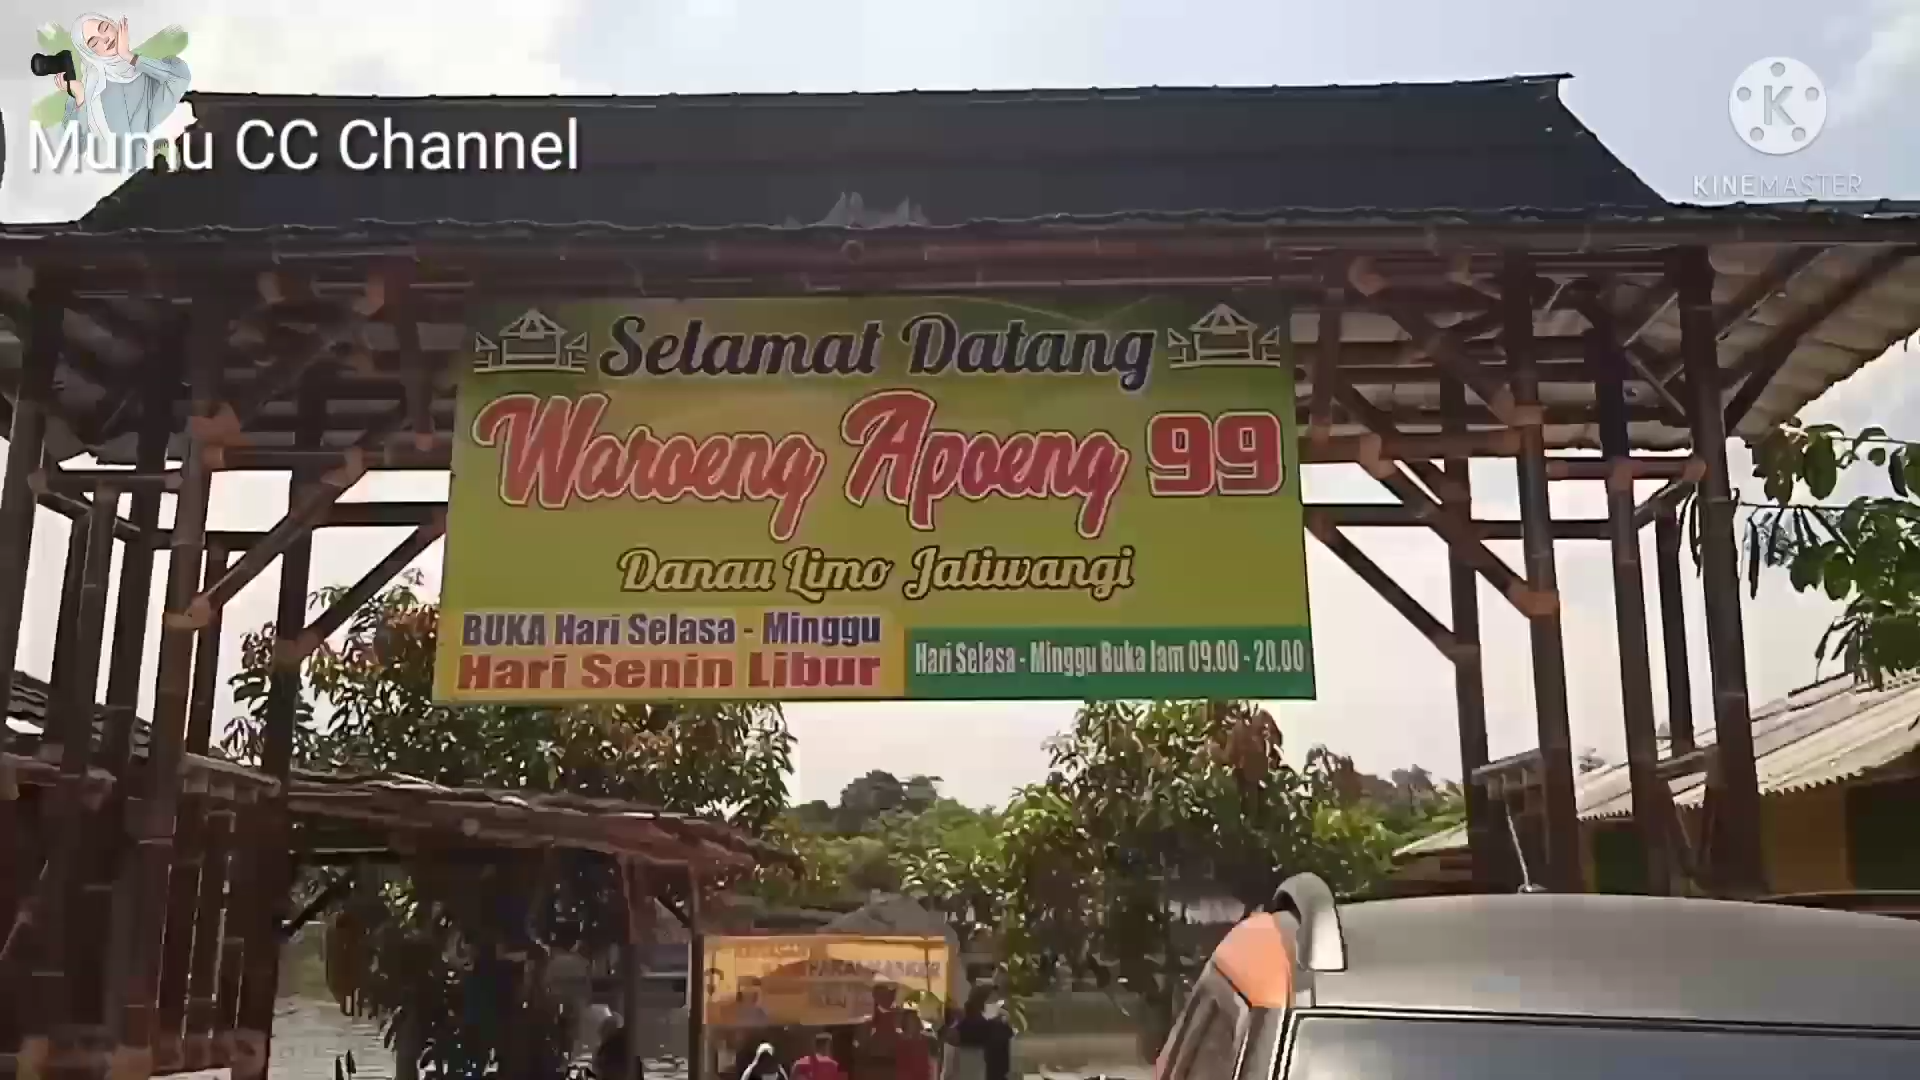 Mumu CC Channel
K
KINEMASTER
Selamat Datang
Waroeng Apoeng 99
Danau Limo Jatiwangi
BUKA Hari Selasa - Minggu
Hari Senin Libur
Hari Selasa - Minggu Buka Jam 09.00 - 20.00